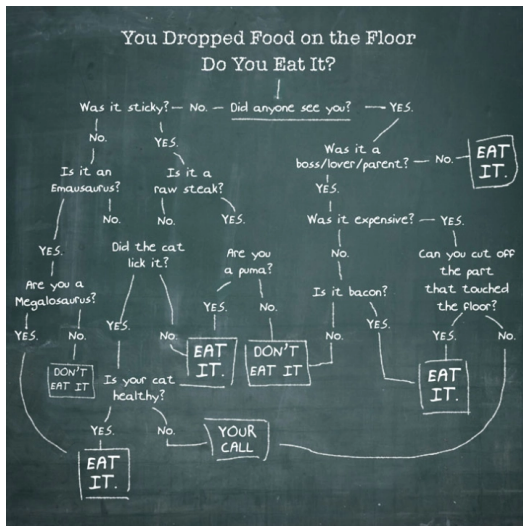 You Dropped Food on the Floor
Do You Eat It?
Was it sticky? — No. — Did anyone see you? — YES.
No.
YES.
Was it a
boss/lover/parent? — No.
EAT
IT.
Is it an
Emausaurus?
Is it a
raw steak?
YES.
No.
No.
YES.
Was it expensive? — YES.
YES.
Did the cat
lick it?
Are you
a puma?
No.
Can you cut off
the part
that touched
the floor?
Are you a
Megalosaurus?
YES.
No.
Is it bacon?
YES.
No.
YES.
No.
No.
YES.
YES.
No.
DON'T
EAT IT
EAT
IT.
DON'T
EAT IT
EAT
IT.
Is your cat
healthy?
YES.
No.
YOUR
CALL
EAT
IT.